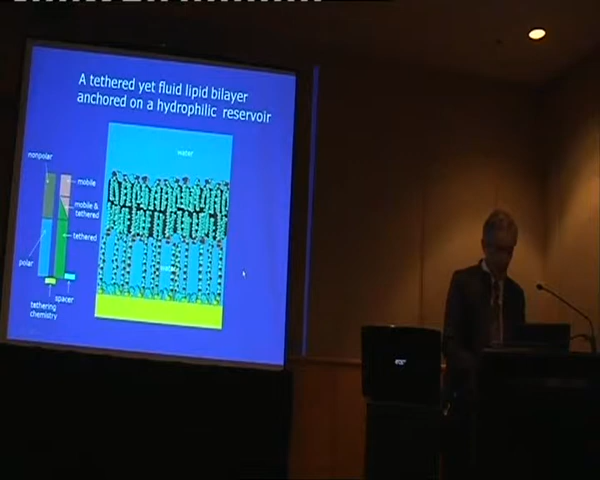 A tethered yet fluid lipid bilayer
anchored on a hydrophilic reservoir
water
nonpolar
mobile
mobile &
tethered
tethered
polar
spacer
tethering
chemistry
acer